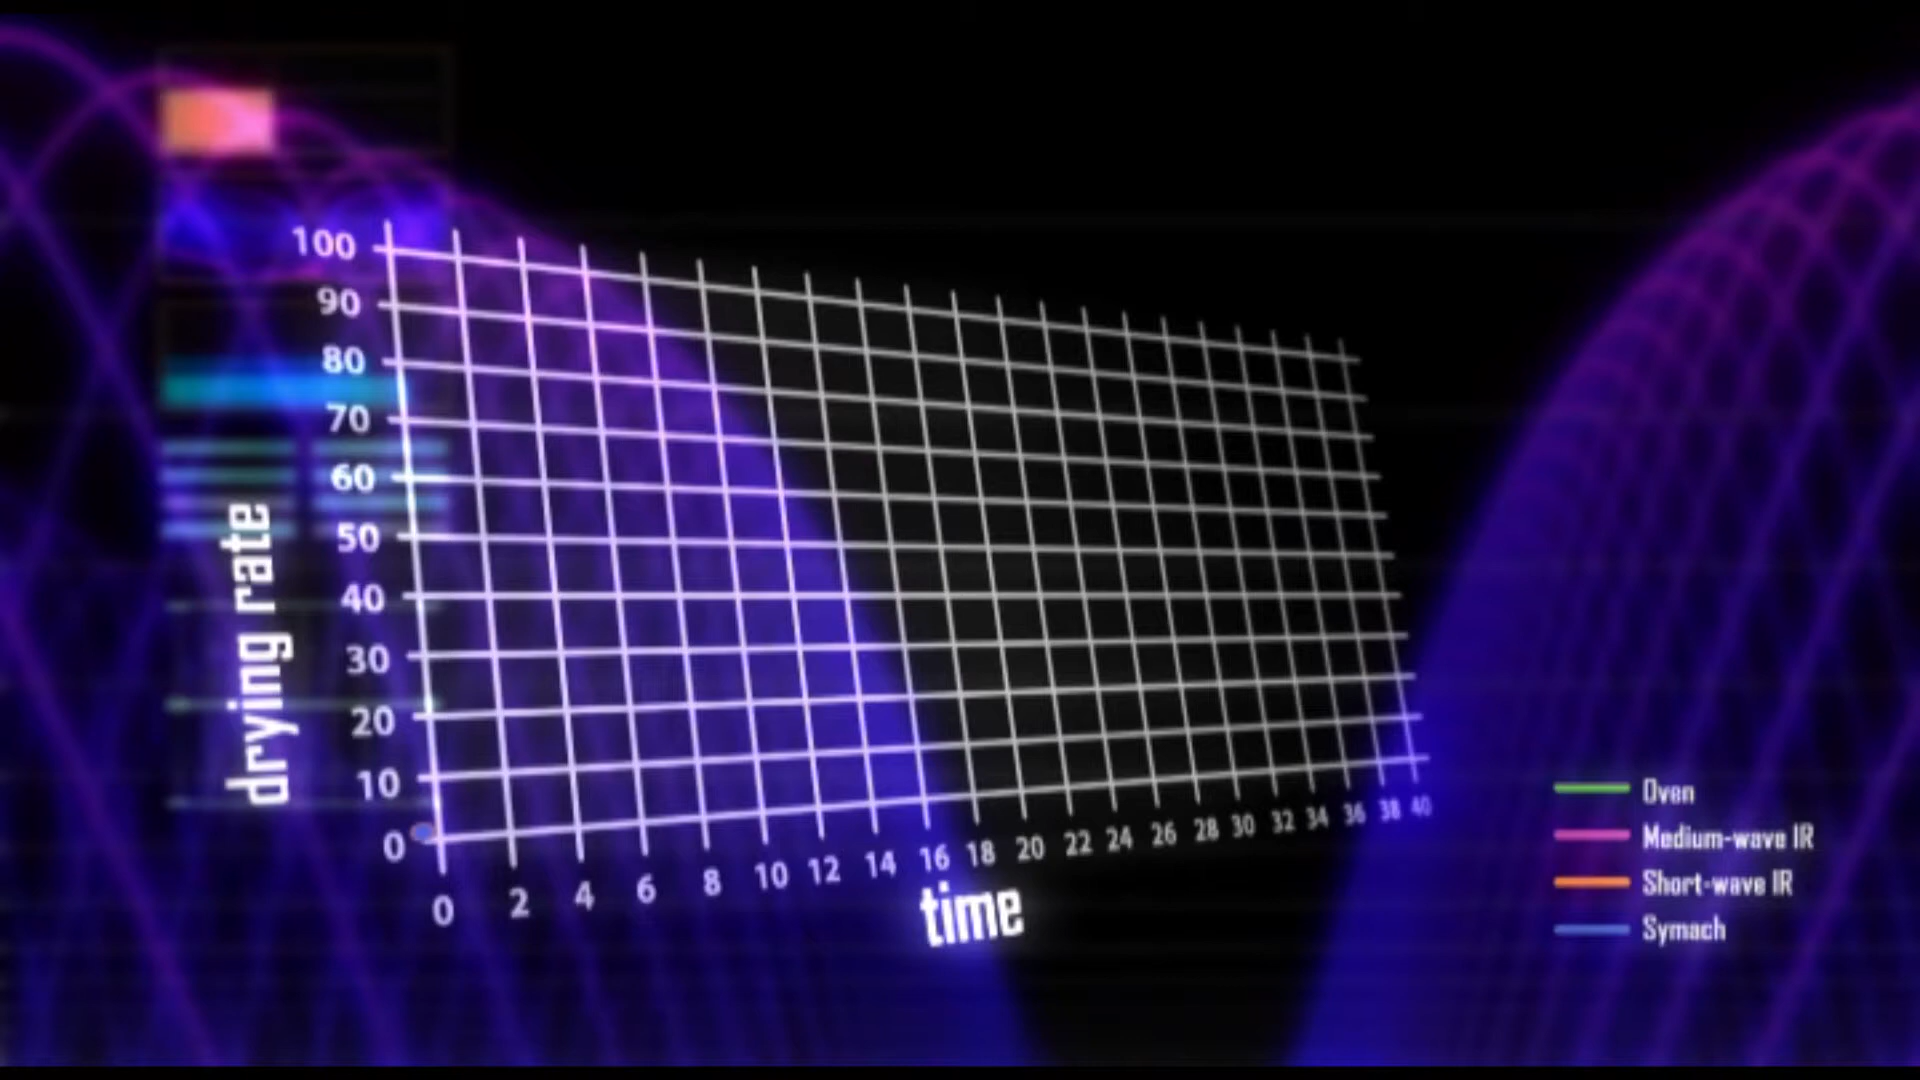 100
90
80
70
60
50
40
30
20
10
0
drying rate
0 2 4 6 8 10 12 14 16 18 20 22 24 26 28 30 32 34 36 38 40
time
Oven
Medium-wave IR
Short-wave IR
Symach